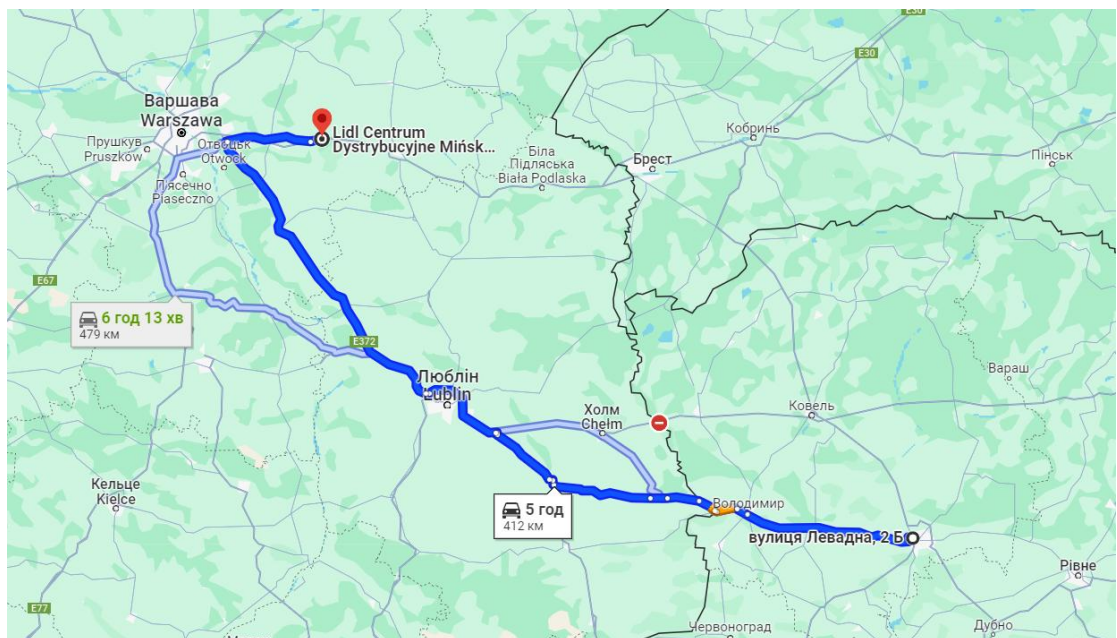 E30
E30
Варшава
Warszawa
Прушкув
Pruszków
Отвоцьк
Otwock
П'ясечно
Piaseczno
Lidl Centrum
Dystrybucyjne Mińsk...
Біла
Підляська
Biała Podlaska
Брест
Кобринь
Пінськ
E67
6 год 13 хв
479 км
E372
Люблін
Lublin
Холм
Chełm
Ковель
Вараш
Кельце
Kielce
5 год
412 км
Володимир
вулиця Левадна, 2 Б
Рівне
E77
Червоноград
Дубно